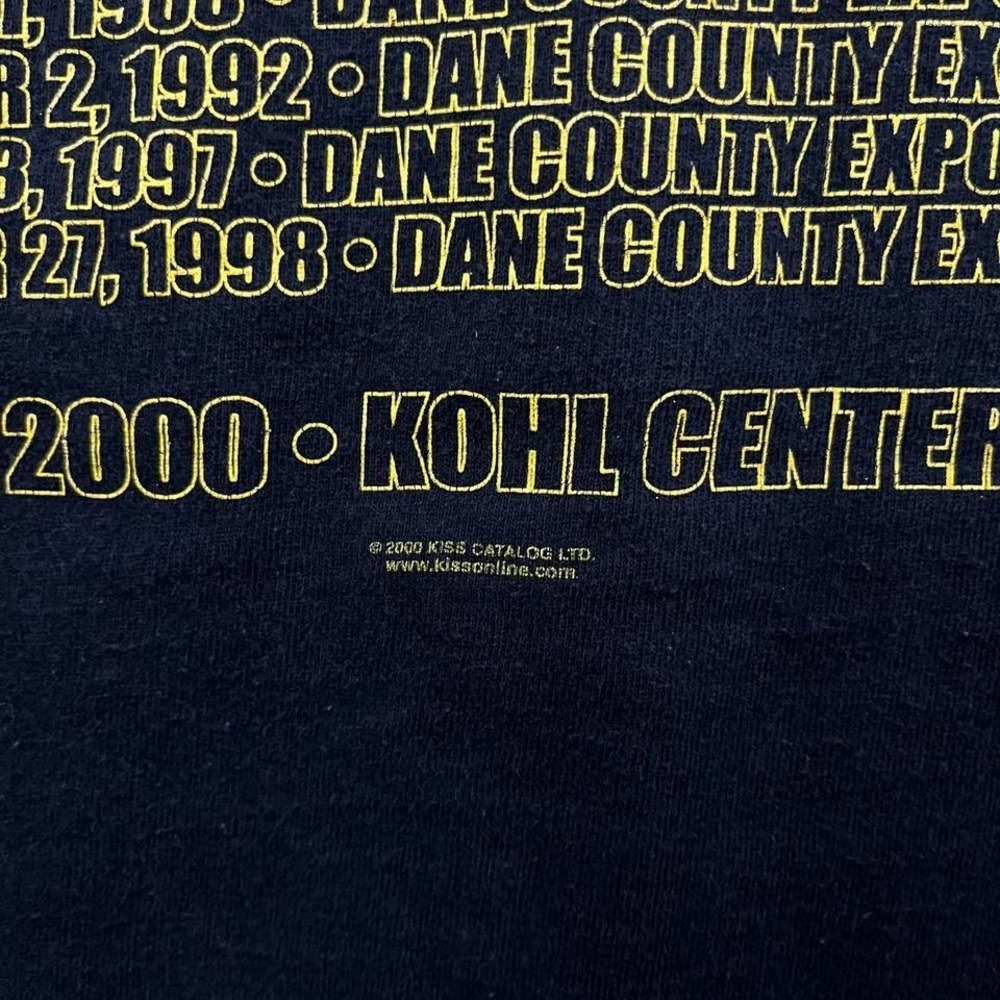 R 2, 1992 • DANE COUNTY EX
3, 1997 • DANE COUNTY EXPO
R 27, 1998 • DANE COUNTY EX
2000 • KOHL CENTER
© 2000 KISS CATALOG LTD.
www.kissonline.com